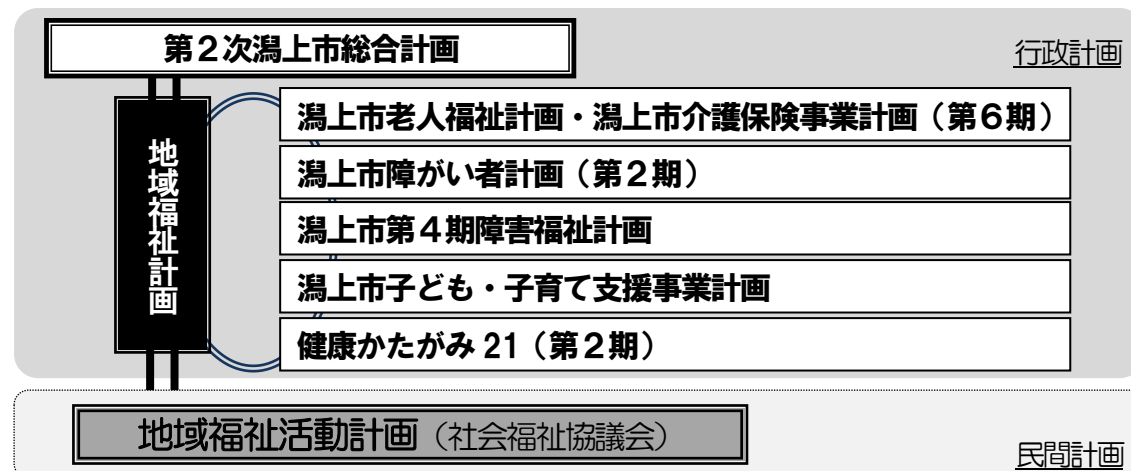 第２次潟上市総合計画
行政計画
地域福祉計画
潟上市老人福祉計画・潟上市介護保険事業計画（第６期）
潟上市障がい者計画（第２期）
潟上市第４期障害福祉計画
潟上市子ども・子育て支援事業計画
健康かたがみ 21（第２期）
地域福祉活動計画（社会福祉協議会）
民間計画